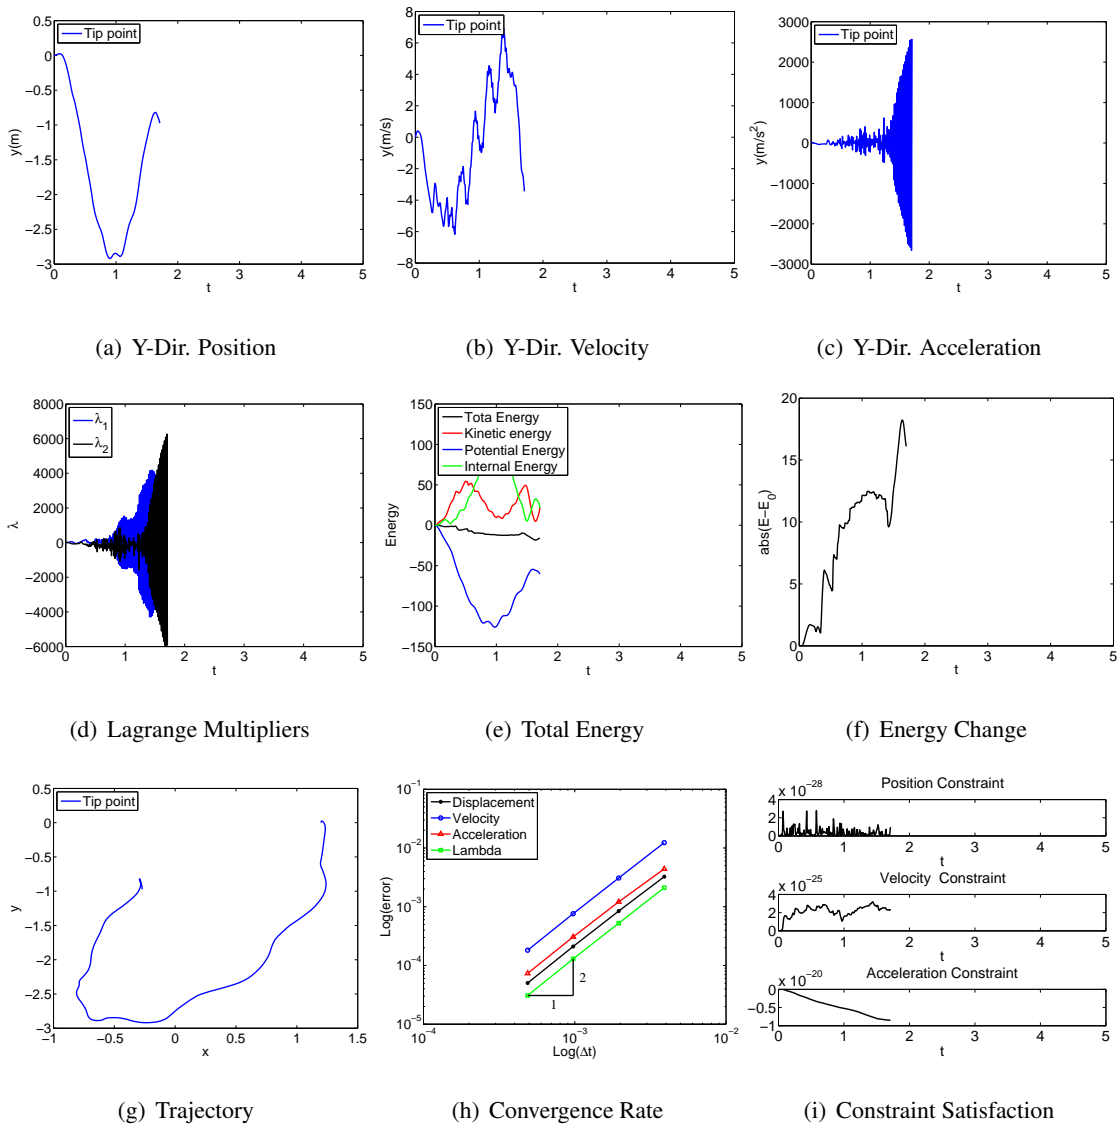 Tip point
0.5
0
−0.5
−1
−1.5
−2
−2.5
−3
y(m)
0 1 2 3 4 5
t
(a) Y-Dir. Position
Tip point
8
6
4
2
0
−2
−4
−6
−8
y(m/s)
0 1 2 3 4 5
t
(b) Y-Dir. Velocity
Tip point
3000
2000
1000
0
−1000
−2000
−3000
y(m/s²)
0 1 2 3 4 5
t
(c) Y-Dir. Acceleration
λ₁
λ₂
8000
6000
4000
2000
0
−2000
−4000
−6000
λ
0 1 2 3 4 5
t
(d) Lagrange Multipliers
Tota Energy
Kinetic energy
Potential Energy
Internal Energy
150
100
50
0
−50
−100
−150
Energy
0 1 2 3 4 5
t
(e) Total Energy
20
15
10
5
0
abs(E−E₀)
0 1 2 3 4 5
t
(f) Energy Change
Tip point
0.5
0
−0.5
−1
−1.5
−2
−2.5
−3
y
−1 −0.5 0 0.5 1 1.5
x
(g) Trajectory
Displacement
Velocity
Acceleration
Lambda
10⁻¹
10⁻²
10⁻³
10⁻⁴
10⁻⁵
Log(error)
2
1
10⁻⁴ 10⁻³ 10⁻²
Log(Δt)
(h) Convergence Rate
x 10⁻²⁸
Position Constraint
4
2
0
0 1 2 3 4 5
t
x 10⁻²⁵
Velocity Constraint
4
2
0
0 1 2 3 4 5
t
x 10⁻²⁰
Acceleration Constraint
0
−0.5
−1
0 1 2 3 4 5
t
(i) Constraint Satisfaction